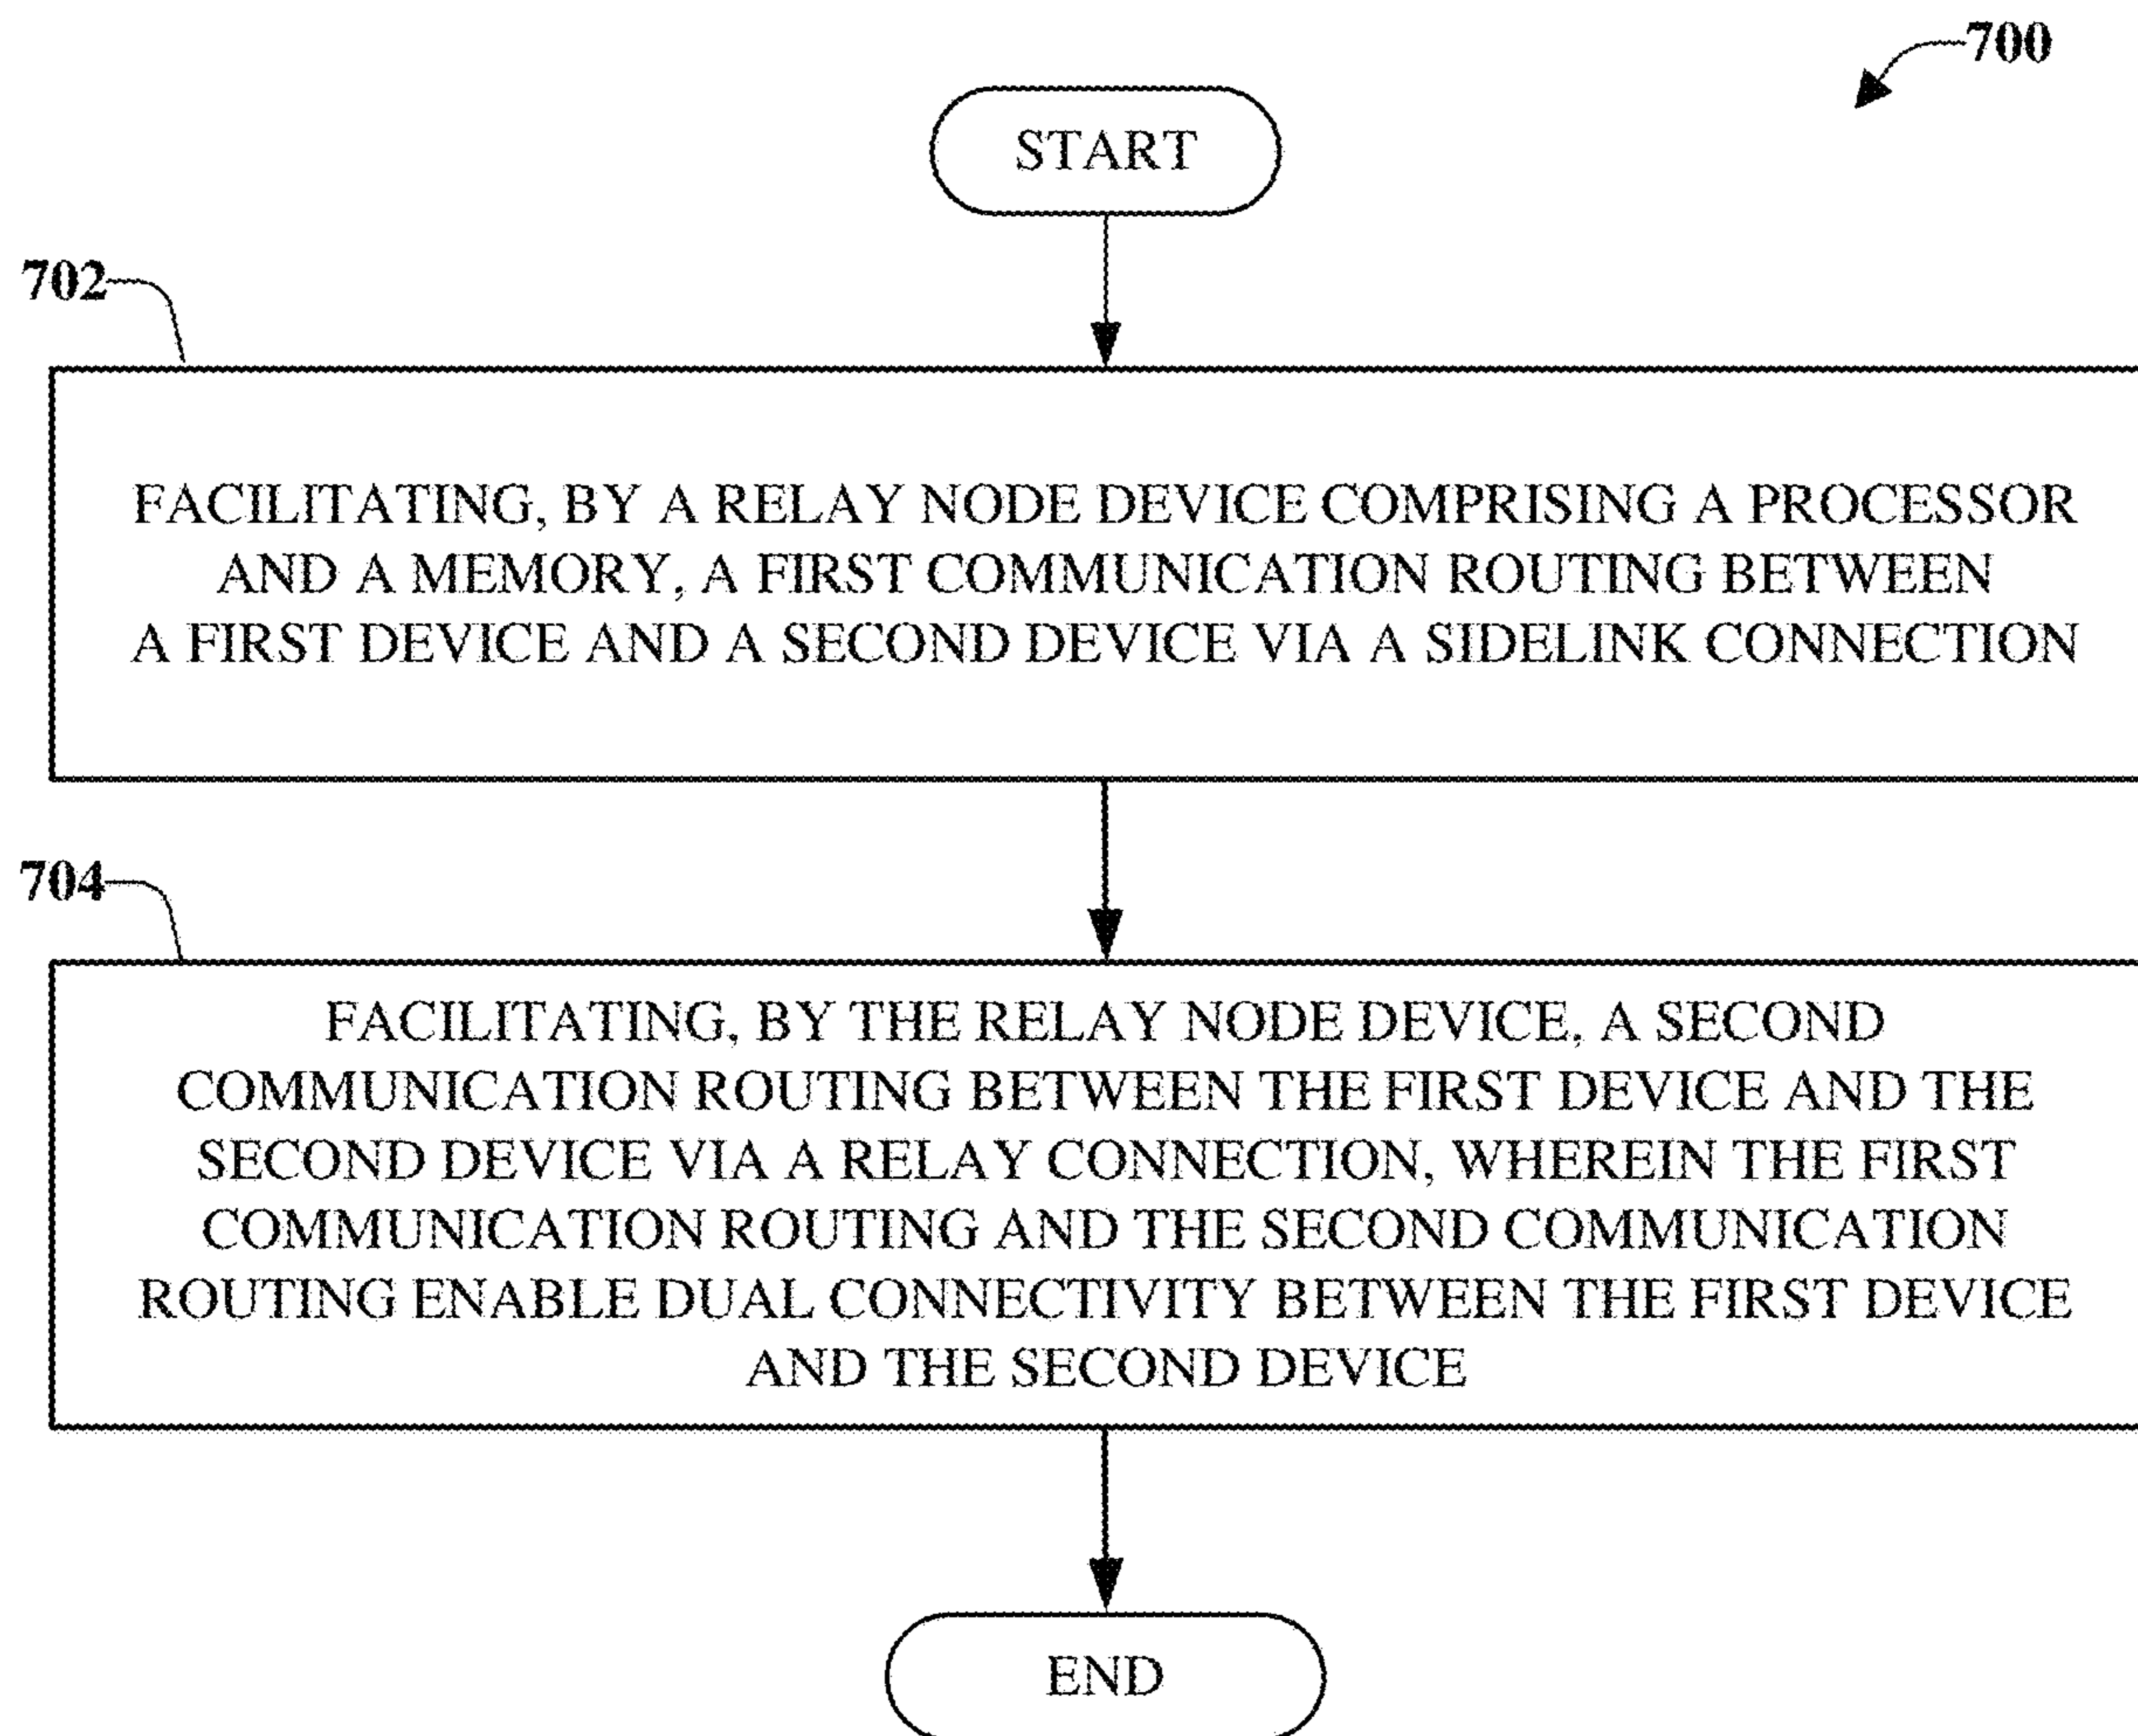 700
START
702
FACILITATING, BY A RELAY NODE DEVICE COMPRISING A PROCESSOR
AND A MEMORY, A FIRST COMMUNICATION ROUTING BETWEEN
A FIRST DEVICE AND A SECOND DEVICE VIA A SIDELINK CONNECTION
704
FACILITATING, BY THE RELAY NODE DEVICE, A SECOND
COMMUNICATION ROUTING BETWEEN THE FIRST DEVICE AND THE
SECOND DEVICE VIA A RELAY CONNECTION, WHEREIN THE FIRST
COMMUNICATION ROUTING AND THE SECOND COMMUNICATION
ROUTING ENABLE DUAL CONNECTIVITY BETWEEN THE FIRST DEVICE
AND THE SECOND DEVICE
END